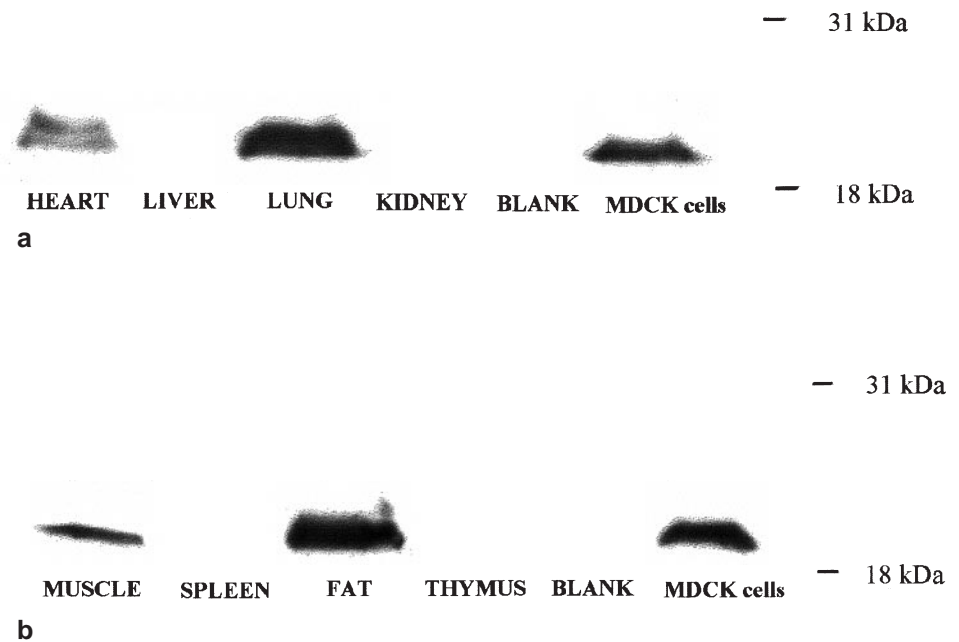 31 kDa
HEART LIVER LUNG KIDNEY BLANK MDCK cells 18 kDa
a
31 kDa
18 kDa
MUSCLE SPLEEN FAT THYMUS BLANK MDCK cells
b